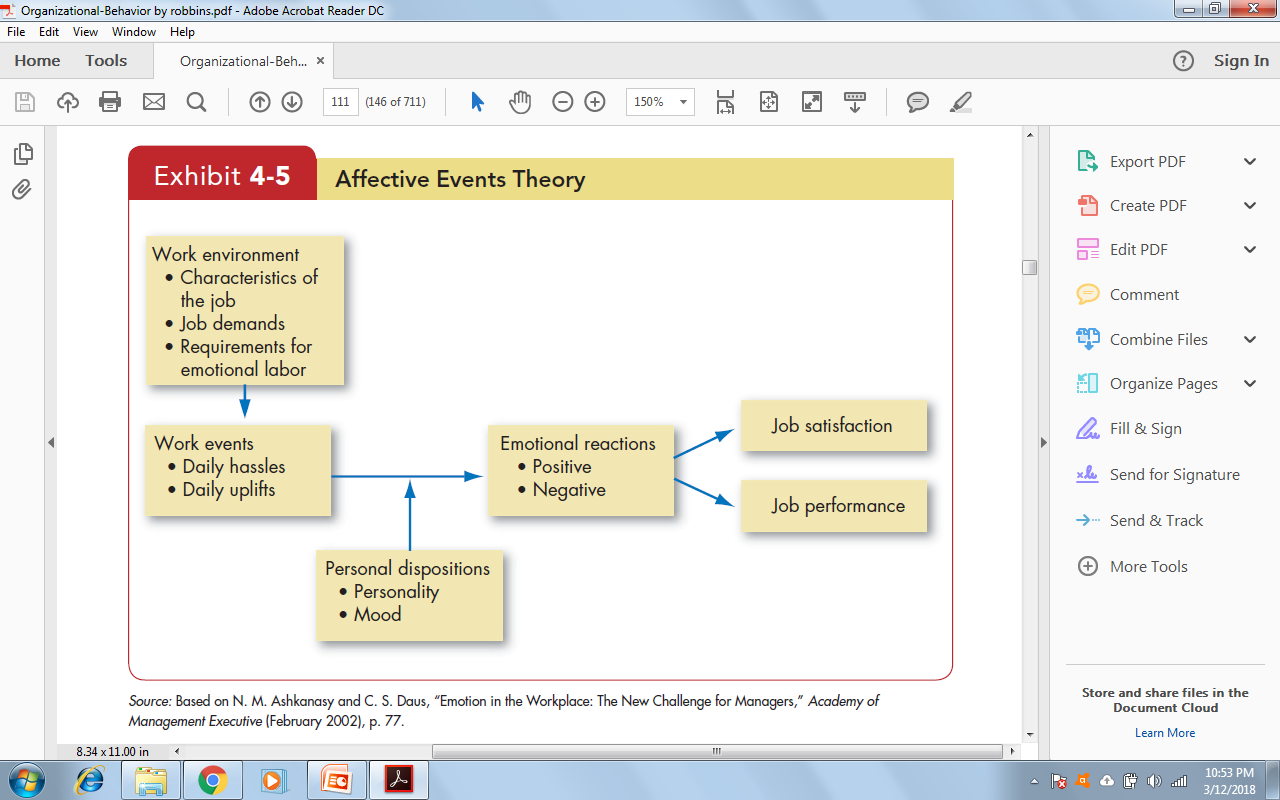 Organizational-Behavior by robbins.pdf - Adobe Acrobat Reader DC
File Edit View Window Help
Home Tools Organizational-Beh... × ? Sign In
111 (146 of 711) 150%
Exhibit 4-5 Affective Events Theory
Work environment
• Characteristics of
the job
• Job demands
• Requirements for
emotional labor
Work events
• Daily hassles
• Daily uplifts
Emotional reactions
• Positive
• Negative
Job satisfaction
Job performance
Personal dispositions
• Personality
• Mood
Source: Based on N. M. Ashkanasy and C. S. Daus, “Emotion in the Workplace: The New Challenge for Managers,” Academy of
Management Executive (February 2002), p. 77.
8.34 x 11.00 in
Export PDF
Create PDF
Edit PDF
Comment
Combine Files
Organize Pages
Fill & Sign
Send for Signature
Send & Track
More Tools
Store and share files in the
Document Cloud
Learn More
10:53 PM
3/12/2018